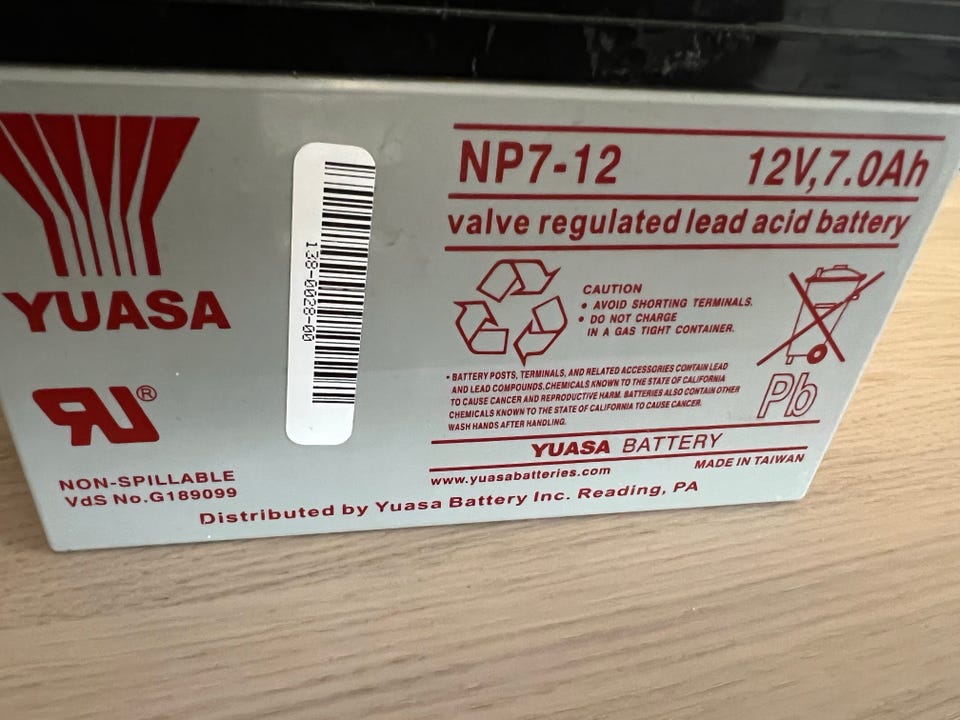 YUASA
®
NON-SPILLABLE
VdS No.G189099
138-0028-00
NP7-12 12V,7.0Ah
valve regulated lead acid battery
CAUTION
• AVOID SHORTING TERMINALS.
• DO NOT CHARGE
IN A GAS TIGHT CONTAINER.
• BATTERY POSTS, TERMINALS, AND RELATED ACCESSORIES CONTAIN LEAD
AND LEAD COMPOUNDS,CHEMICALS KNOWN TO THE STATE OF CALIFORNIA
TO CAUSE CANCER AND REPRODUCTIVE HARM. BATTERIES ALSO CONTAIN OTHER
CHEMICALS KNOWN TO THE STATE OF CALIFORNIA TO CAUSE CANCER.
WASH HANDS AFTER HANDLING.
Pb
YUASA BATTERY
www.yuasabatteries.com MADE IN TAIWAN
Distributed by Yuasa Battery Inc. Reading, PA